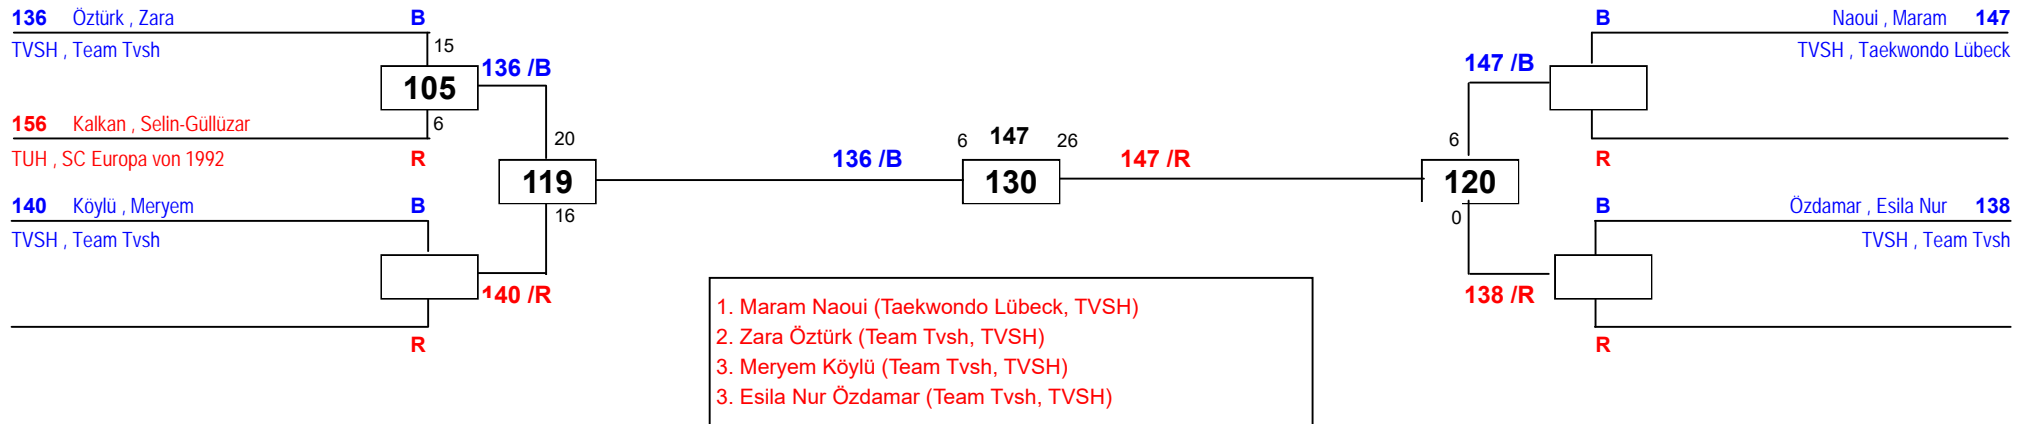 136 Öztürk , Zara B
TVSH , Team Tvsh
15
136 /B
105
6
156 Kalkan , Selin-Güllüzar
TUH , SC Europa von 1992 R
20
119
16
140 Köylü , Meryem B
TVSH , Team Tvsh
140 /R
R
136 /B
6 147 26
130
147 /R
B Naoui , Maram 147
TVSH , Taekwondo Lübeck
147 /B
R
6
120
0
B Özdamar , Esila Nur 138
TVSH , Team Tvsh
138 /R
R
1. Maram Naoui (Taekwondo Lübeck, TVSH)
2. Zara Öztürk (Team Tvsh, TVSH)
3. Meryem Köylü (Team Tvsh, TVSH)
3. Esila Nur Özdamar (Team Tvsh, TVSH)